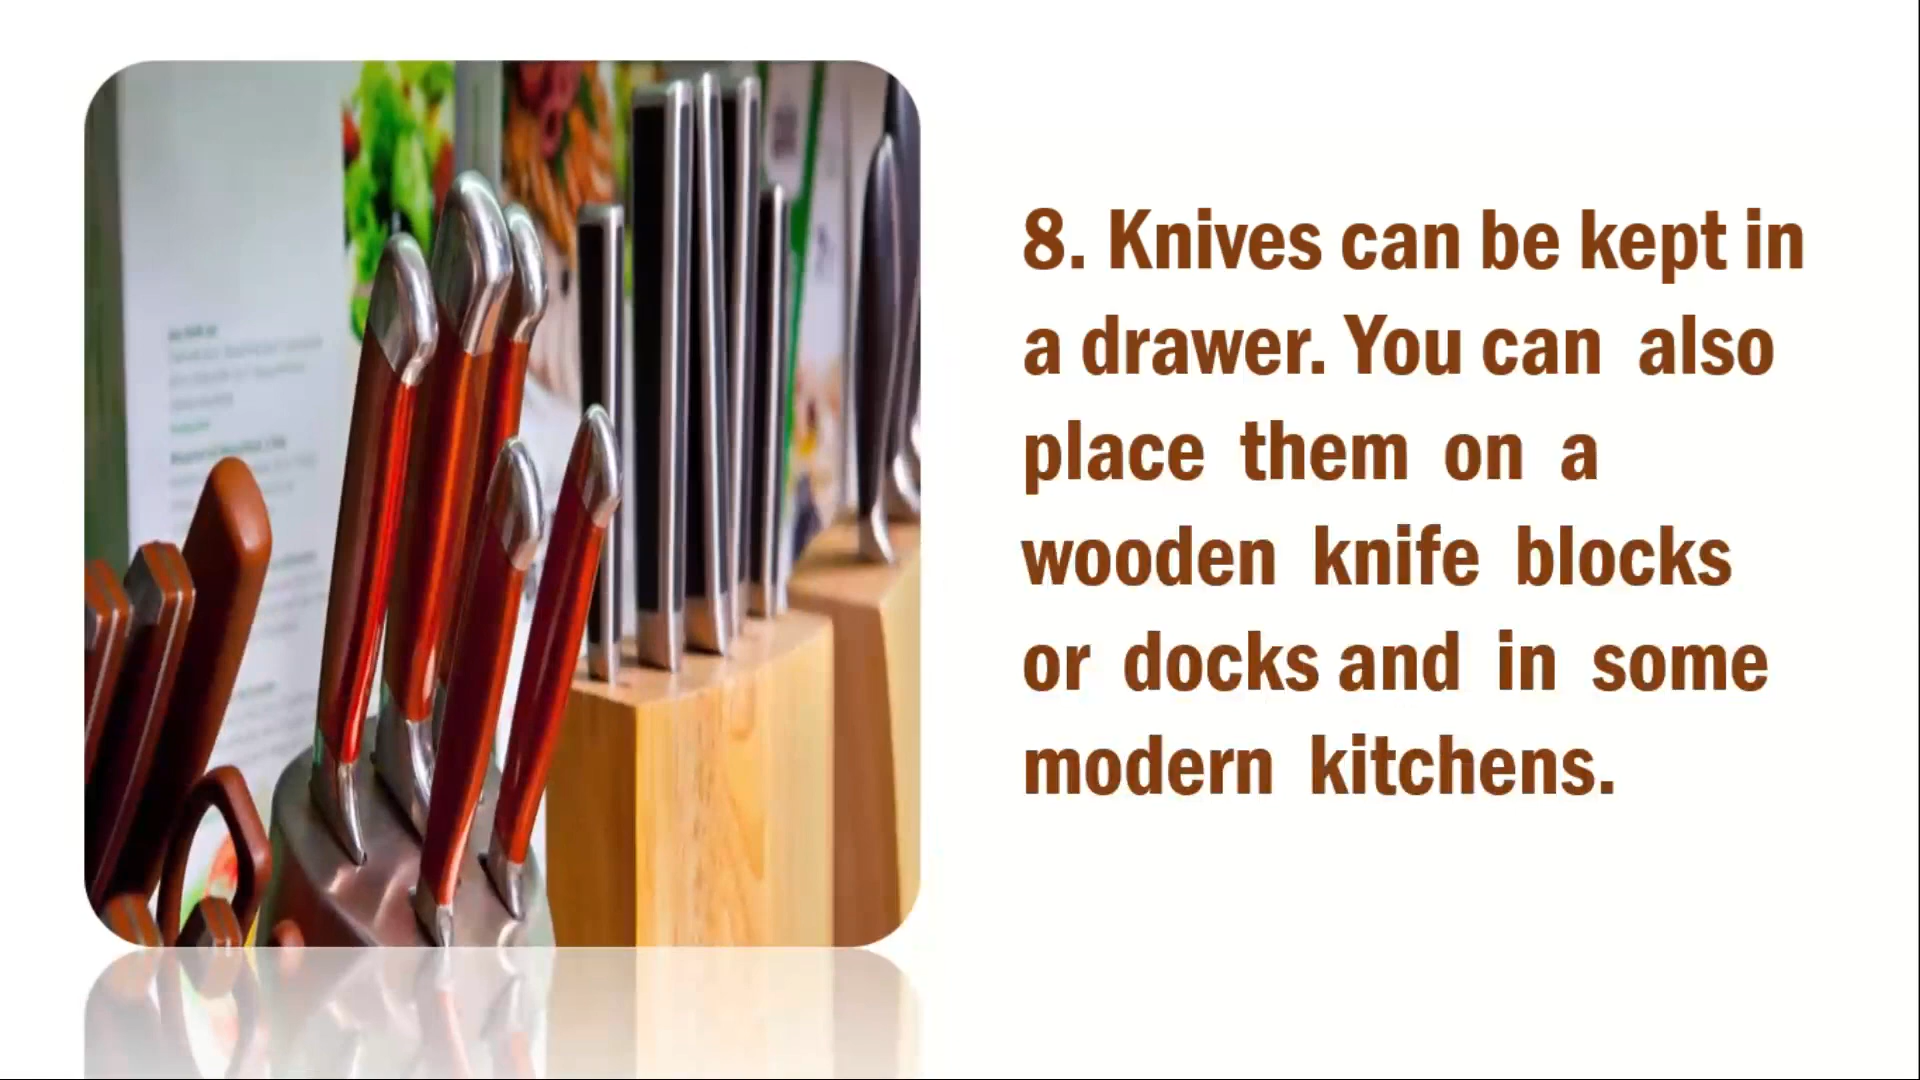 8. Knives can be kept in
a drawer. You can also
place them on a
wooden knife blocks
or docks and in some
modern kitchens.